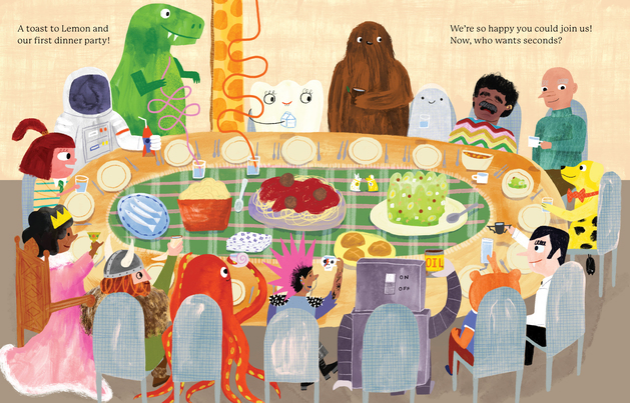 A toast to Lemon and
our first dinner party!
We're so happy you could join us!
Now, who wants seconds?
ON
OFF
OIL